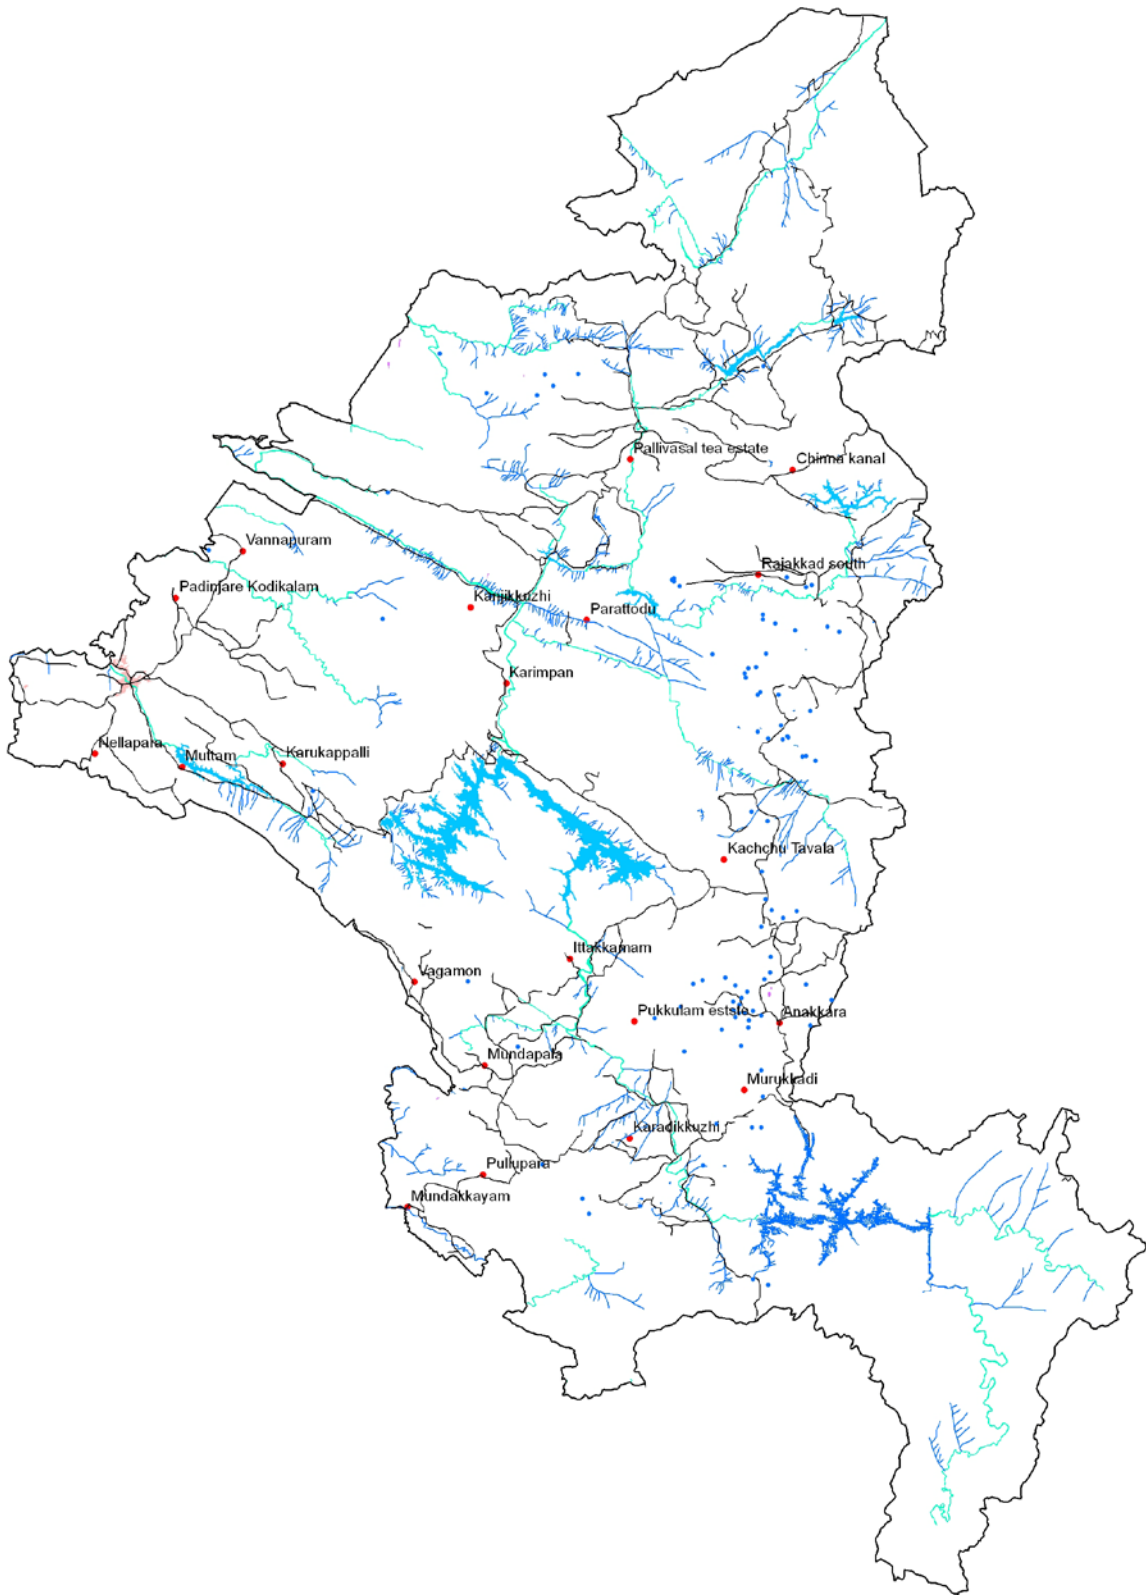 Pallivasal tea estate
Chinna kanal
Vannapuram
Rajakkad south
Padinjare Kodikalam
Kanjikkuzhi
Parattodu
Karimpan
Nellapara
Muttam
Karukappalli
Kachchu Tavala
Ittakkamam
Vagamon
Pukkulam estate
Anakkara
Mundapala
Murukkadi
Karadikkuzhi
Pullupara
Mundakkayam